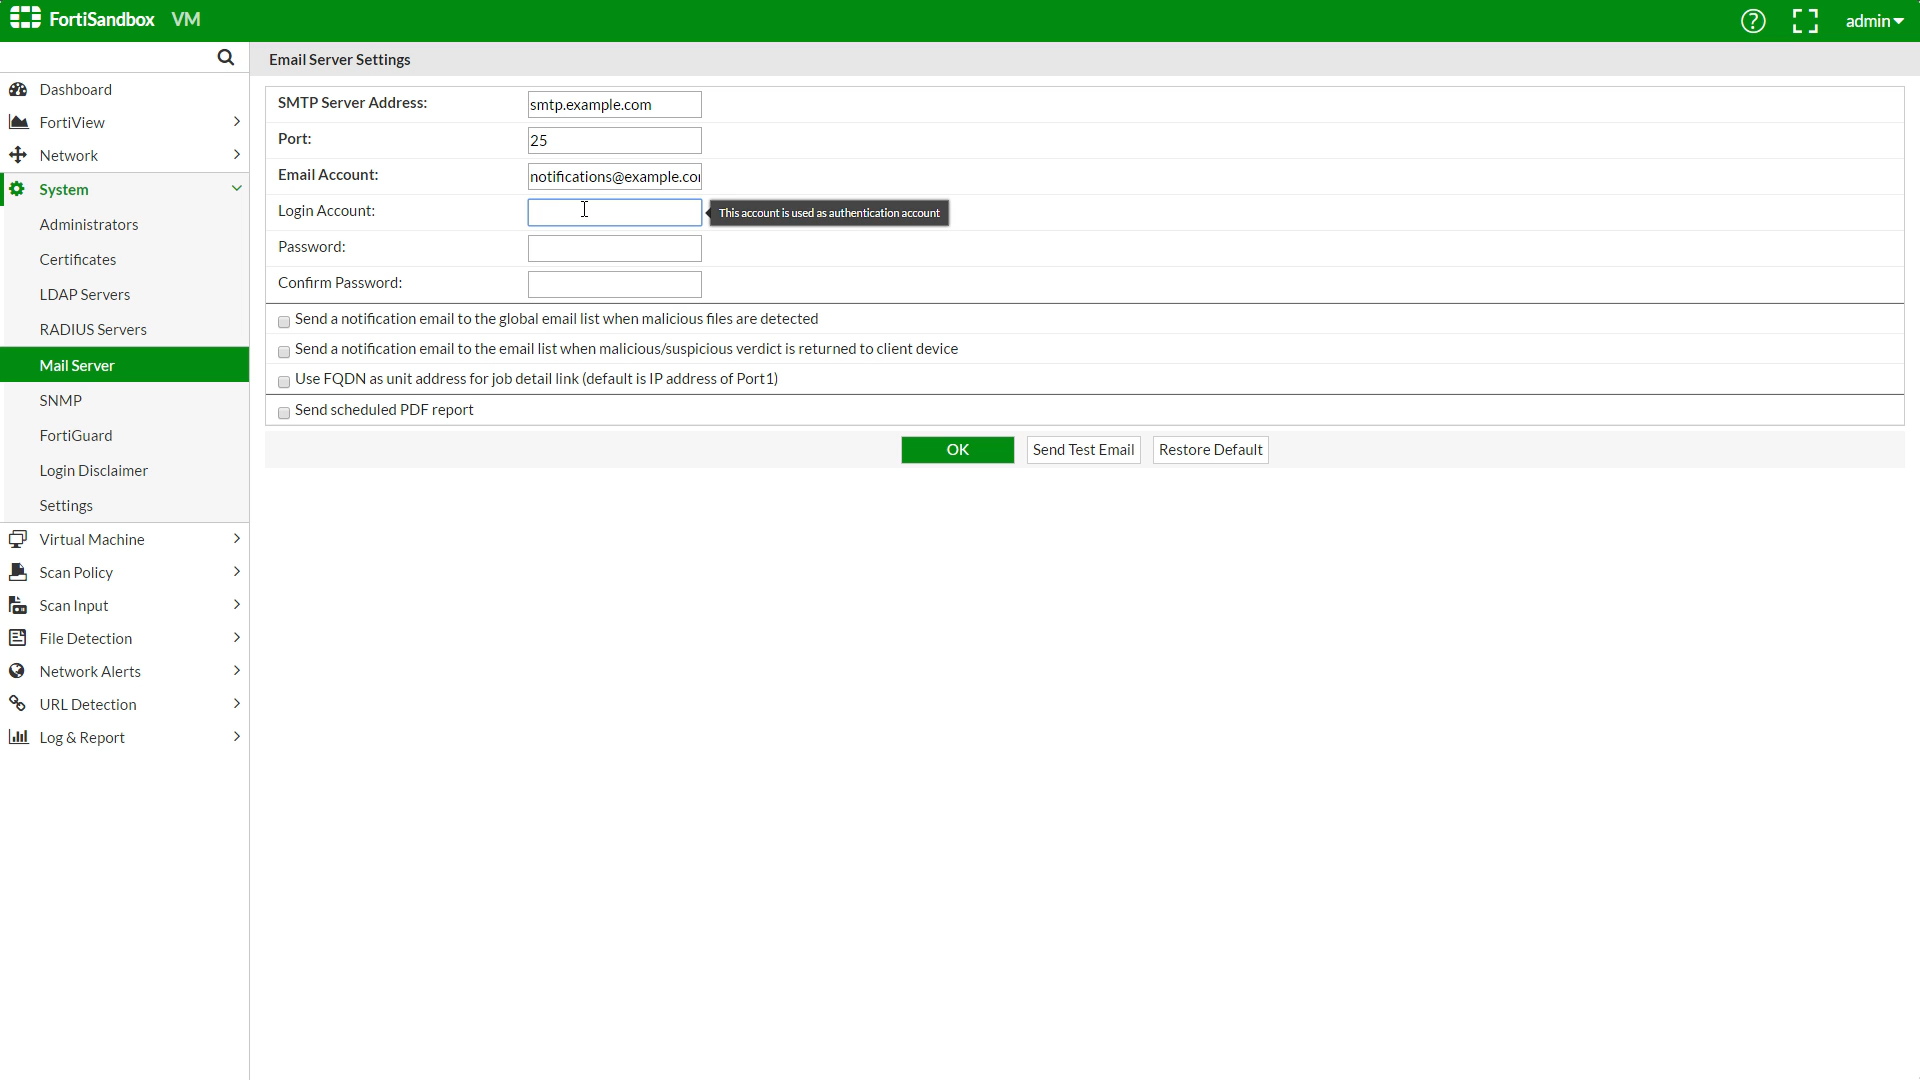 FortiSandbox VM
? admin
Email Server Settings
Dashboard
FortiView
Network
System
Administrators
Certificates
LDAP Servers
RADIUS Servers
Mail Server
SNMP
FortiGuard
Login Disclaimer
Settings
Virtual Machine
Scan Policy
Scan Input
File Detection
Network Alerts
URL Detection
Log & Report
SMTP Server Address: smtp.example.com
Port: 25
Email Account: notifications@example.co
Login Account: This account is used as authentication account
Password:
Confirm Password:
Send a notification email to the global email list when malicious files are detected
Send a notification email to the email list when malicious/suspicious verdict is returned to client device
Use FQDN as unit address for job detail link (default is IP address of Port1)
Send scheduled PDF report
OK Send Test Email Restore Default